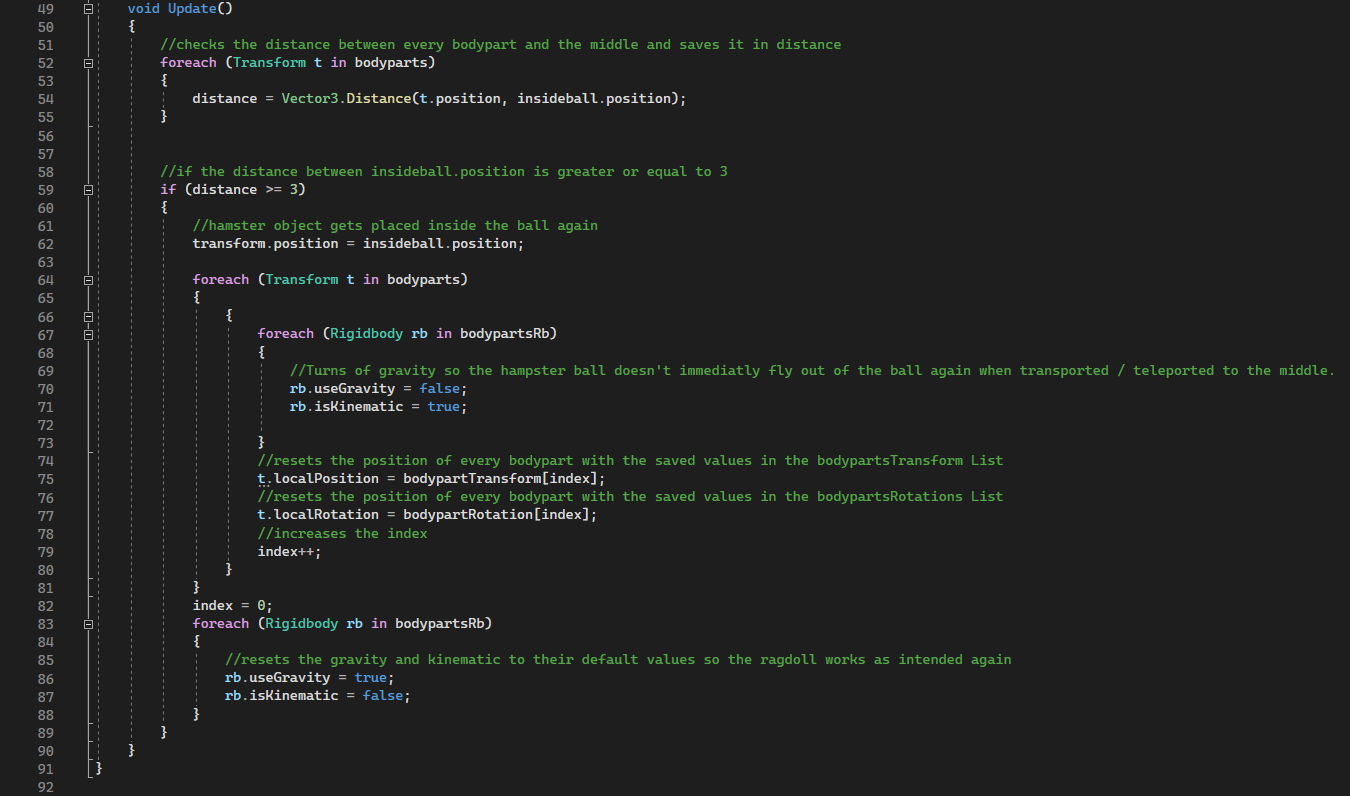 49 void Update()
50 {
51 //checks the distance between every bodypart and the middle and saves it in distance
52 foreach (Transform t in bodyparts)
53 {
54 distance = Vector3.Distance(t.position, insideball.position);
55 }
56
57
58 //if the distance between insideball.position is greater or equal to 3
59 if (distance >= 3)
60 {
61 //hamster object gets placed inside the ball again
62 transform.position = insideball.position;
63
64 foreach (Transform t in bodyparts)
65 {
66 {
67 foreach (Rigidbody rb in bodypartsRb)
68 {
69 //Turns of gravity so the hampster ball doesn't immediatly fly out of the ball again when transported / teleported to the middle.
70 rb.useGravity = false;
71 rb.isKinematic = true;
72
73 }
74 //resets the position of every bodypart with the saved values in the bodypartsTransform List
75 t.localPosition = bodypartTransform[index];
76 //resets the position of every bodypart with the saved values in the bodypartsRotations List
77 t.localRotation = bodypartRotation[index];
78 //increases the index
79 index++;
80 }
81 }
82 index = 0;
83 foreach (Rigidbody rb in bodypartsRb)
84 {
85 //resets the gravity and kinematic to their default values so the ragdoll works as intended again
86 rb.useGravity = true;
87 rb.isKinematic = false;
88 }
89 }
90 }
91 }
92